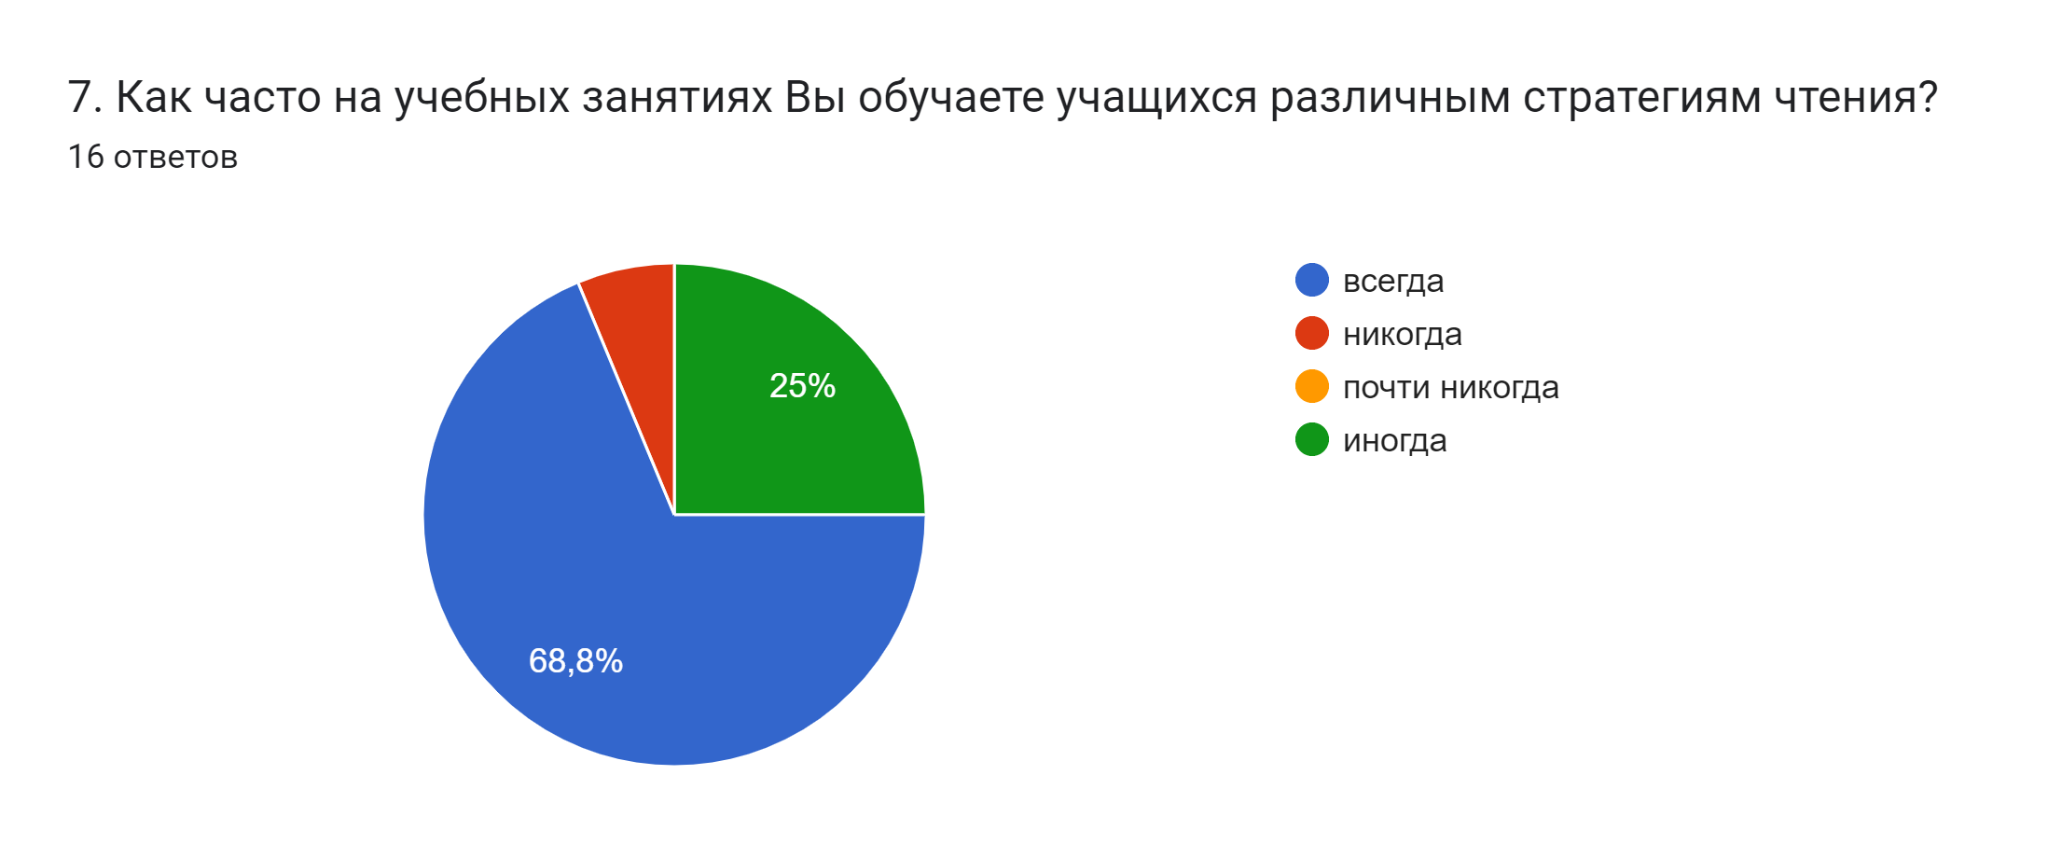 7. Как часто на учебных занятиях Вы обучаете учащихся различным стратегиям чтения?
16 ответов
всегда
никогда
почти никогда
иногда
25%
68,8%